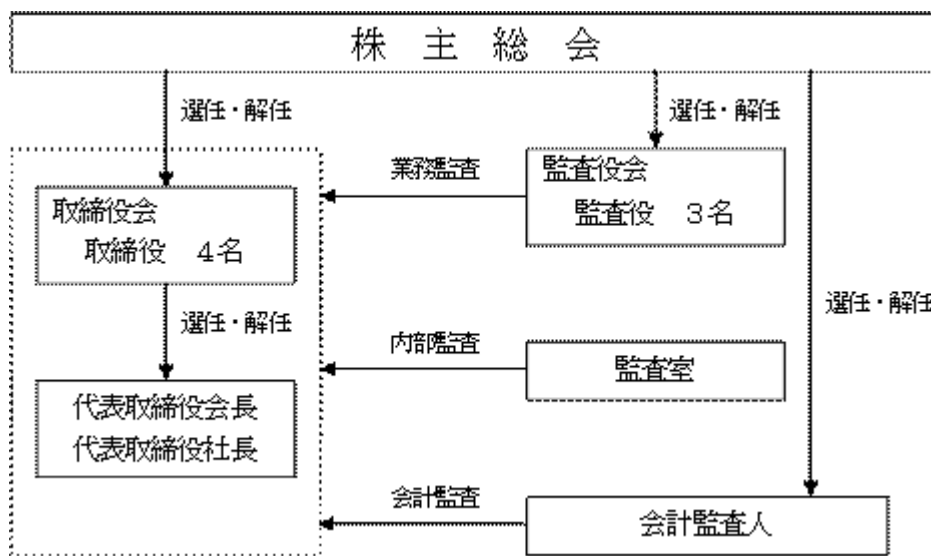 株 主 総 会
選任・解任
選任・解任
業務監査
監査役会
監査役 3名
取締役会
取締役 4名
選任・解任
選任・解任
内部監査
監査室
代表取締役会長
代表取締役社長
会計監査
会計監査人